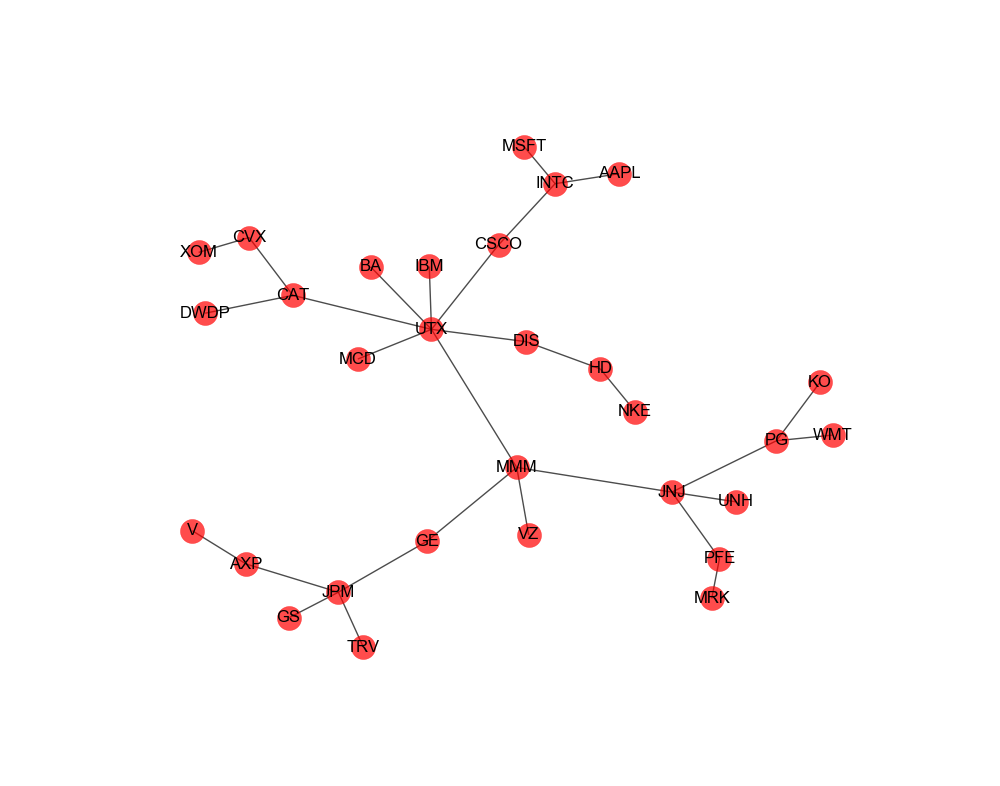 MSFT
AAPL
INTC
CVX
CSCO
XOM
BA
IBM
CAT
DWDP
UTX
DIS
MCD
HD
KO
NKE
WMT
PG
MMM
JNJ
UNH
V
VZ
GE
PFE
AXP
JPM
MRK
GS
TRV